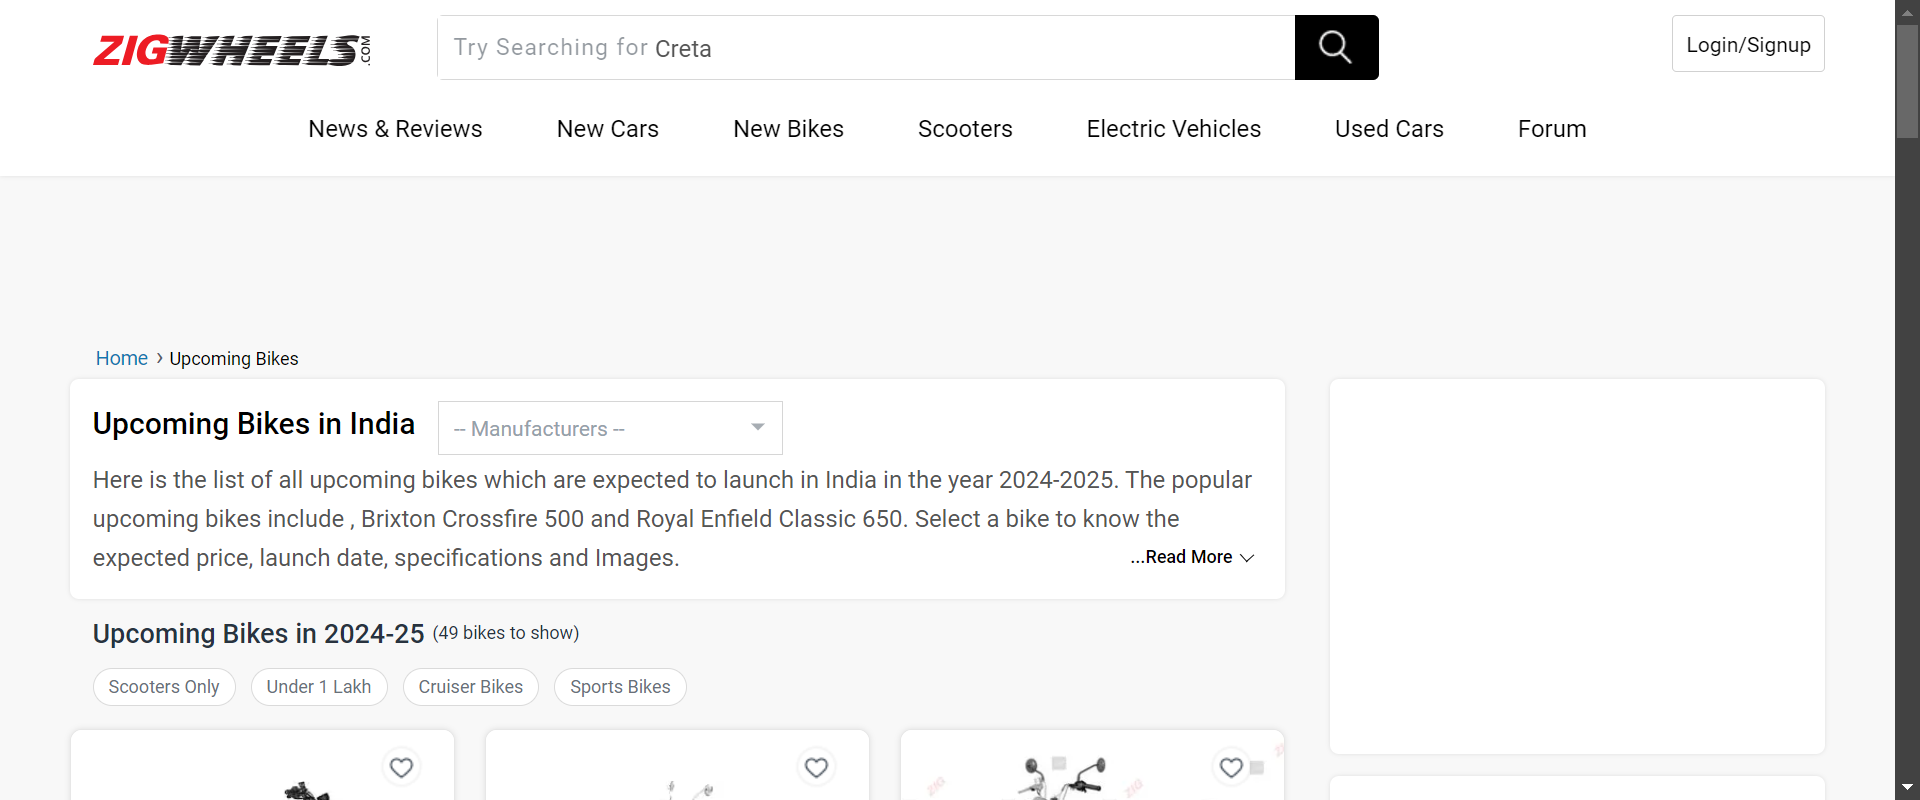 ZIGWHEELS.COM
Try Searching for Creta
Login/Signup
News & Reviews New Cars New Bikes Scooters Electric Vehicles Used Cars Forum
Home › Upcoming Bikes
Upcoming Bikes in India
-- Manufacturers --
Here is the list of all upcoming bikes which are expected to launch in India in the year 2024-2025. The popular
upcoming bikes include , Brixton Crossfire 500 and Royal Enfield Classic 650. Select a bike to know the
expected price, launch date, specifications and Images.
...Read More
Upcoming Bikes in 2024-25 (49 bikes to show)
Scooters Only Under 1 Lakh Cruiser Bikes Sports Bikes
ZIG ZIG